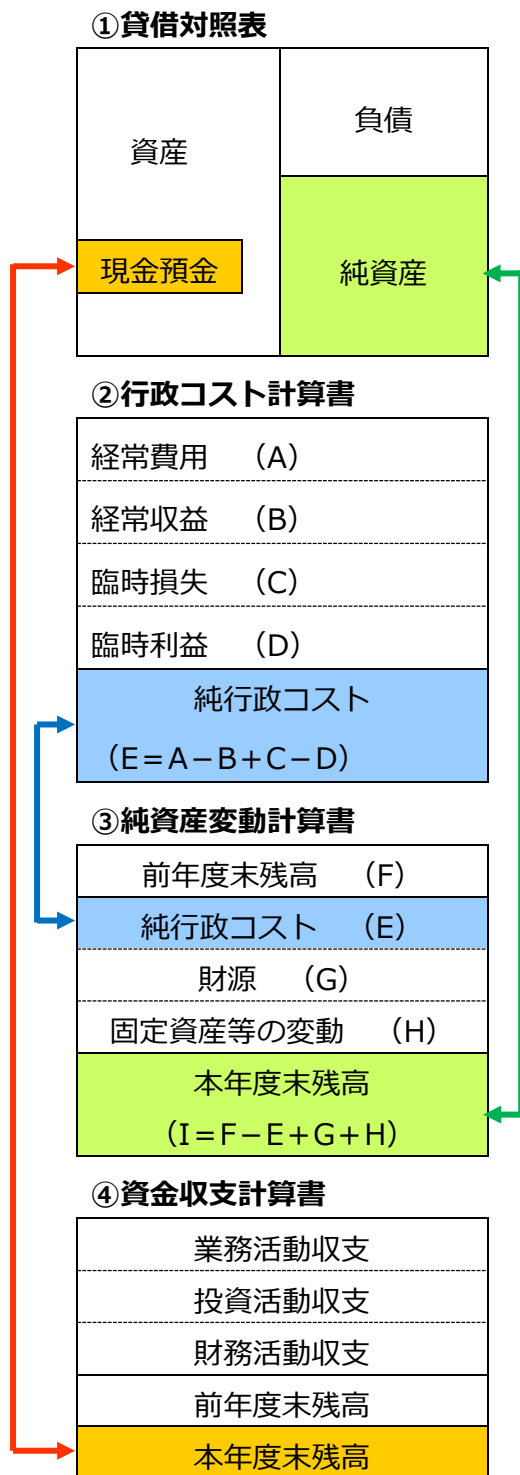 ①貸借対照表
資産
負債
現金預金
純資産
②行政コスト計算書
経常費用 （A）
経常収益 （B）
臨時損失 （C）
臨時利益 （D）
純行政コスト
（E＝A－B＋C－D）
③純資産変動計算書
前年度末残高 （F）
純行政コスト （E）
財源 （G）
固定資産等の変動 （H）
本年度末残高
（I＝F－E＋G＋H）
④資金収支計算書
業務活動収支
投資活動収支
財務活動収支
前年度末残高
本年度末残高